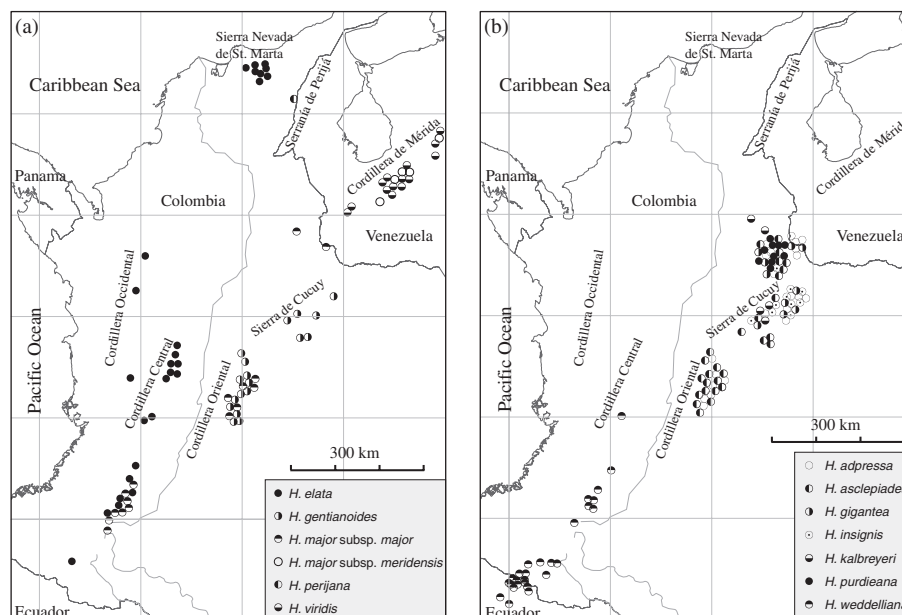 (a)
Sierra Nevada
de St. Marta
Caribbean Sea
Serranía de Perijá
Cordillera de Mérida
Panama
Colombia
Venezuela
Cordillera Occidental
Sierra de Cucuy
Pacific Ocean
Cordillera Central
Cordillera Oriental
300 km
H. elata
H. gentianoides
H. major subsp. major
H. major subsp. meridensis
H. perijana
H. viridis
Ecuador
(b)
Sierra Nevada
de St. Marta
Caribbean Sea
Serranía de Perijá
Cordillera de Mérida
Panama
Colombia
Venezuela
Cordillera Occidental
Sierra de Cucuy
Pacific Ocean
Cordillera Central
Cordillera Oriental
300 km
H. adpressa
H. asclepiadea
H. gigantea
H. insignis
H. kalbreyeri
H. purdieana
H. weddelliana
Ecuador